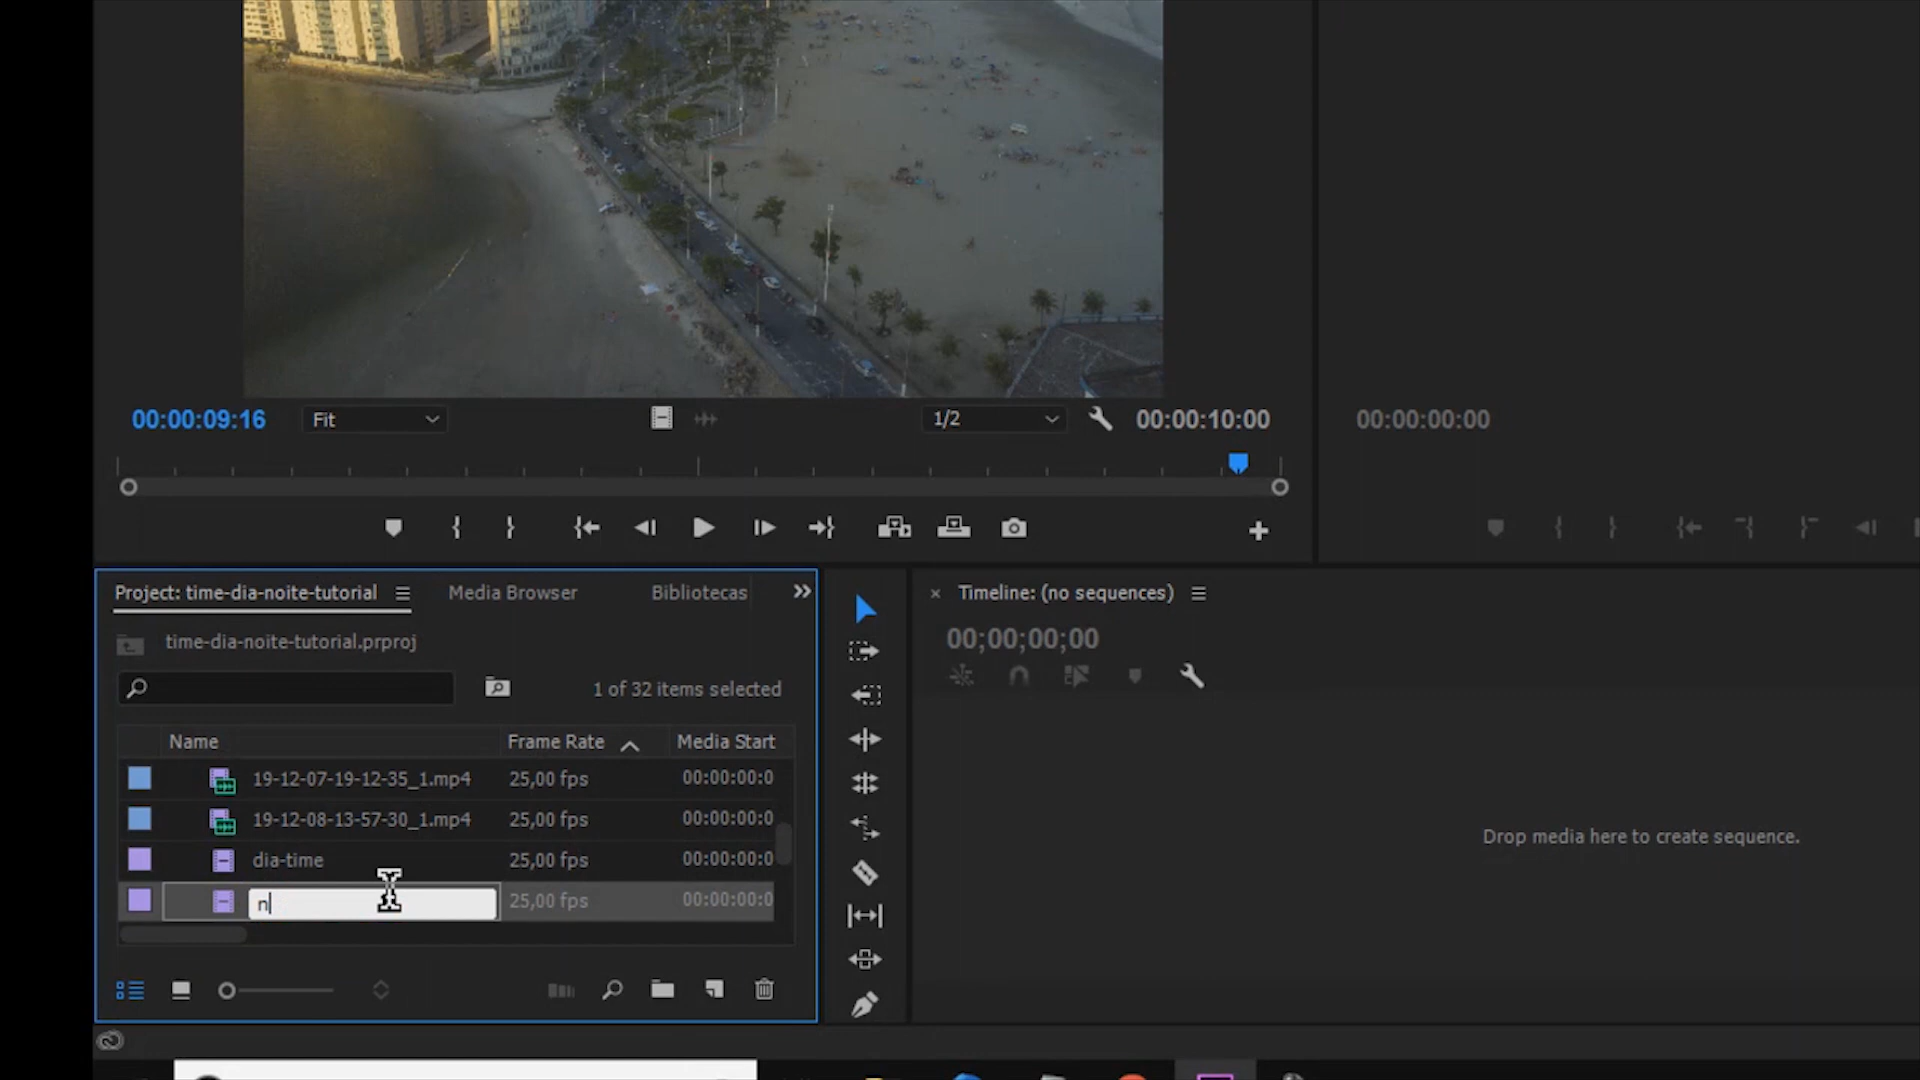 00:00:09:16
Fit
1/2
00:00:10:00
00:00:00:00
Project: time-dia-noite-tutorial
Media Browser
Bibliotecas
time-dia-noite-tutorial.prproj
1 of 32 items selected
Name
Frame Rate
Media Start
19-12-07-19-12-35_1.mp4
25,00 fps
00:00:00:0
19-12-08-13-57-30_1.mp4
25,00 fps
00:00:00:0
dia-time
25,00 fps
00:00:00:0
n
25,00 fps
00:00:00:0
Timeline: (no sequences)
00;00;00;00
Drop media here to create sequence.